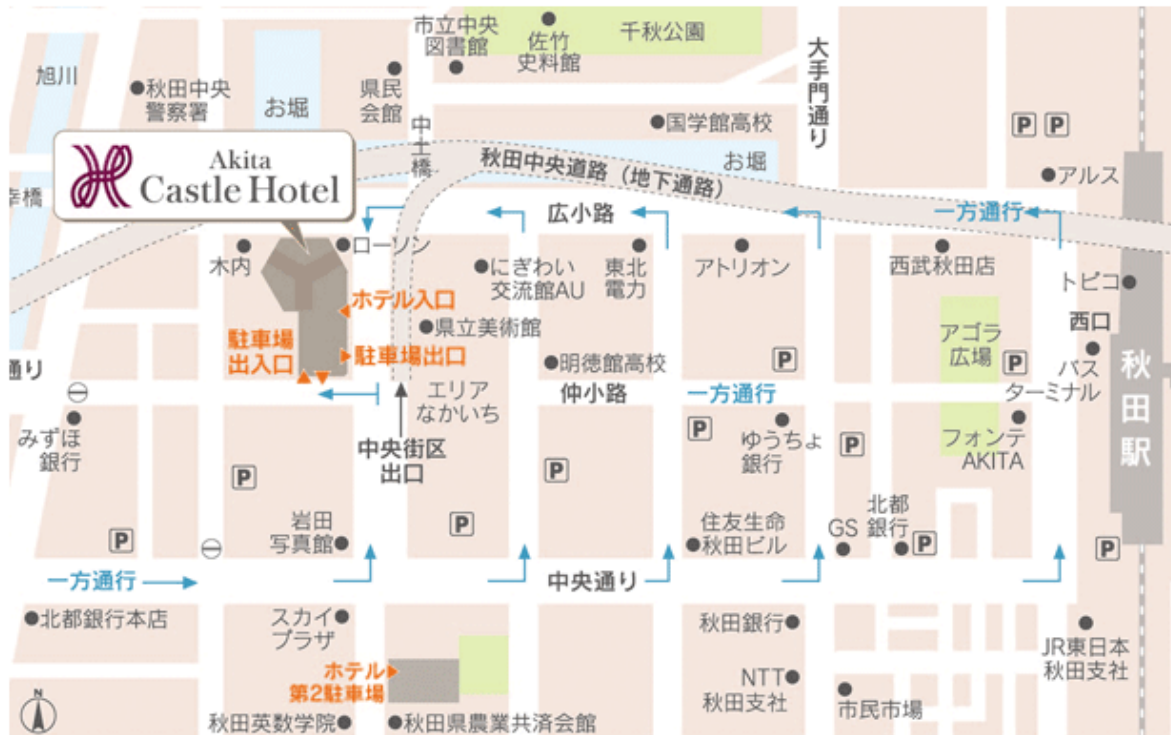 市立中央
図書館
佐竹
史料館
千秋公園
大手門通り
旭川
秋田中央
警察署
お堀
県民
会館
中土橋
国学館高校
お堀
P
P
アルス
Akita
Castle Hotel
幸橋
秋田中央道路（地下通路）
広小路
一方通行
木内
ローソン
にぎわい
交流館AU
東北
電力
アトリオン
西武秋田店
トピコ
西口
ホテル入口
県立美術館
駐車場
出入口
駐車場出口
明徳館高校
P
アゴラ
広場
P
バス
ターミナル
秋田駅
通り
エリア
なかいち
仲小路
一方通行
みずほ
銀行
中央街区
出口
P
P
P
ゆうちょ
銀行
P
フォンテ
AKITA
P
岩田
写真館
P
住友生命
秋田ビル
GS
北都
銀行
P
P
一方通行
中央通り
北都銀行本店
スカイ
プラザ
秋田銀行
JR東日本
秋田支社
ホテル
第2駐車場
NTT
秋田支社
市民市場
N
秋田英数学院
秋田県農業共済会館